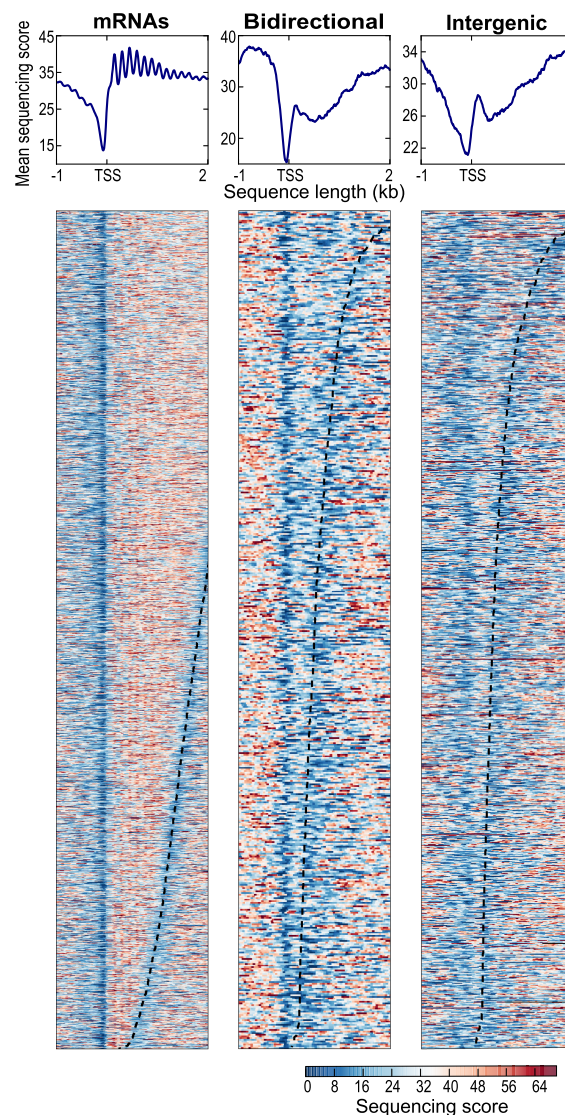 mRNAs Bidirectional Intergenic
Mean sequencing score
45
35
25
15
40
30
20
34
30
26
22
-1 TSS 2 -1 TSS 2 -1 TSS
Sequence length (kb)
0 8 16 24 32 40 48 56 64
Sequencing score